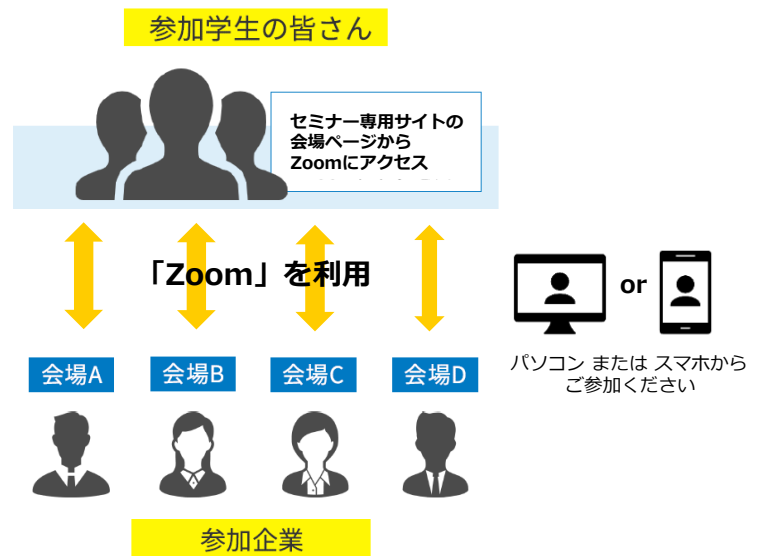 参加学生の皆さん
セミナー専用サイトの
会場ページから
Zoomにアクセス
「Zoom」を利用
or
パソコン または スマホから
ご参加ください
会場A
会場B
会場C
会場D
参加企業